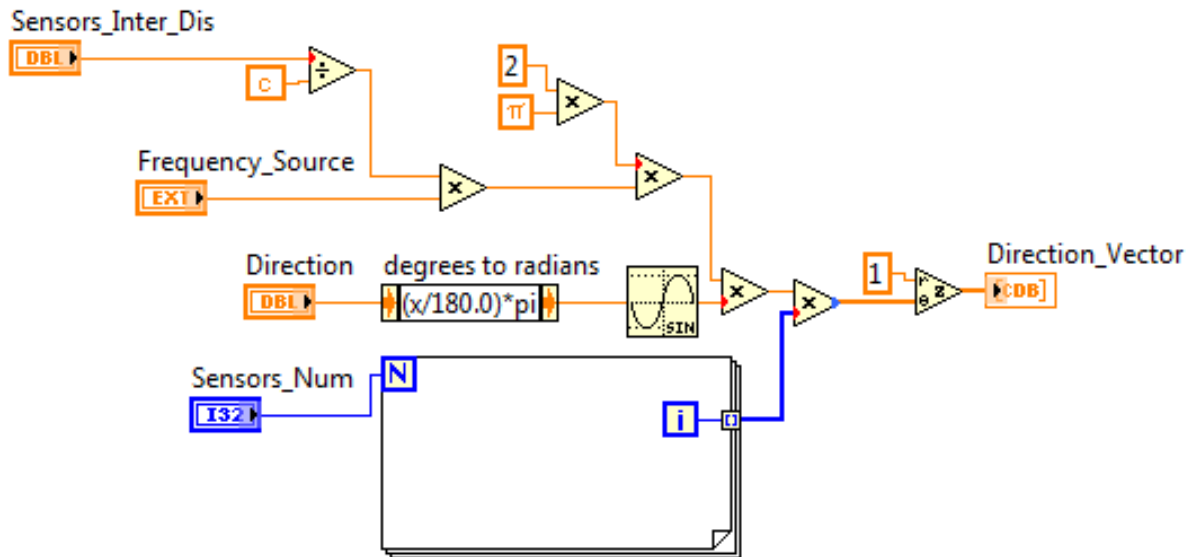 Sensors_Inter_Dis
DBL
c
÷
2
π
×
Frequency_Source
EXT
×
×
Direction
degrees to radians
DBL
(x/180.0)*pi
SIN
×
×
1
r
θ
z
Direction_Vector
CDB]
Sensors_Num
I32
N
i
[]